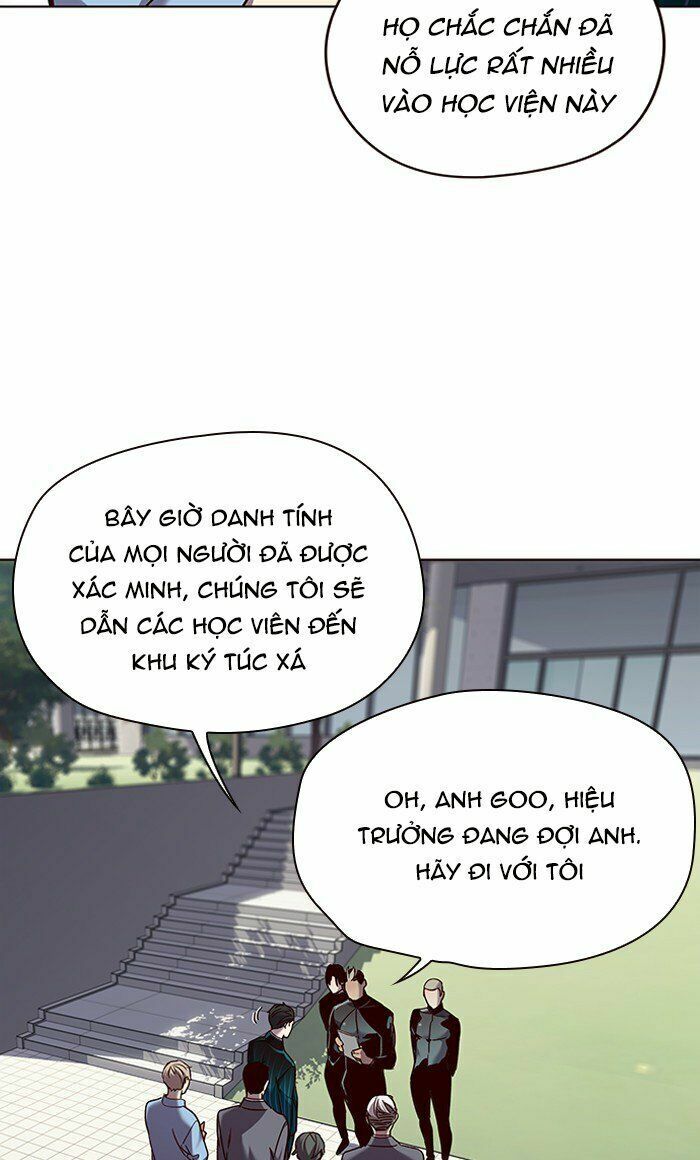 HỌ CHẮC CHẮN ĐÃ
NỖ LỰC RẤT NHIỀU
VÀO HỌC VIỆN NÀY
BÂY GIỜ DANH TÍNH
CỦA MỌI NGƯỜI ĐÃ ĐƯỢC
XÁC MINH, CHÚNG TÔI SẼ
DẪN CÁC HỌC VIÊN ĐẾN
KHU KÝ TÚC XÁ
OH, ANH GOO, HIỆU
TRƯỞNG ĐANG ĐỢI ANH.
HÃY ĐI VỚI TÔI